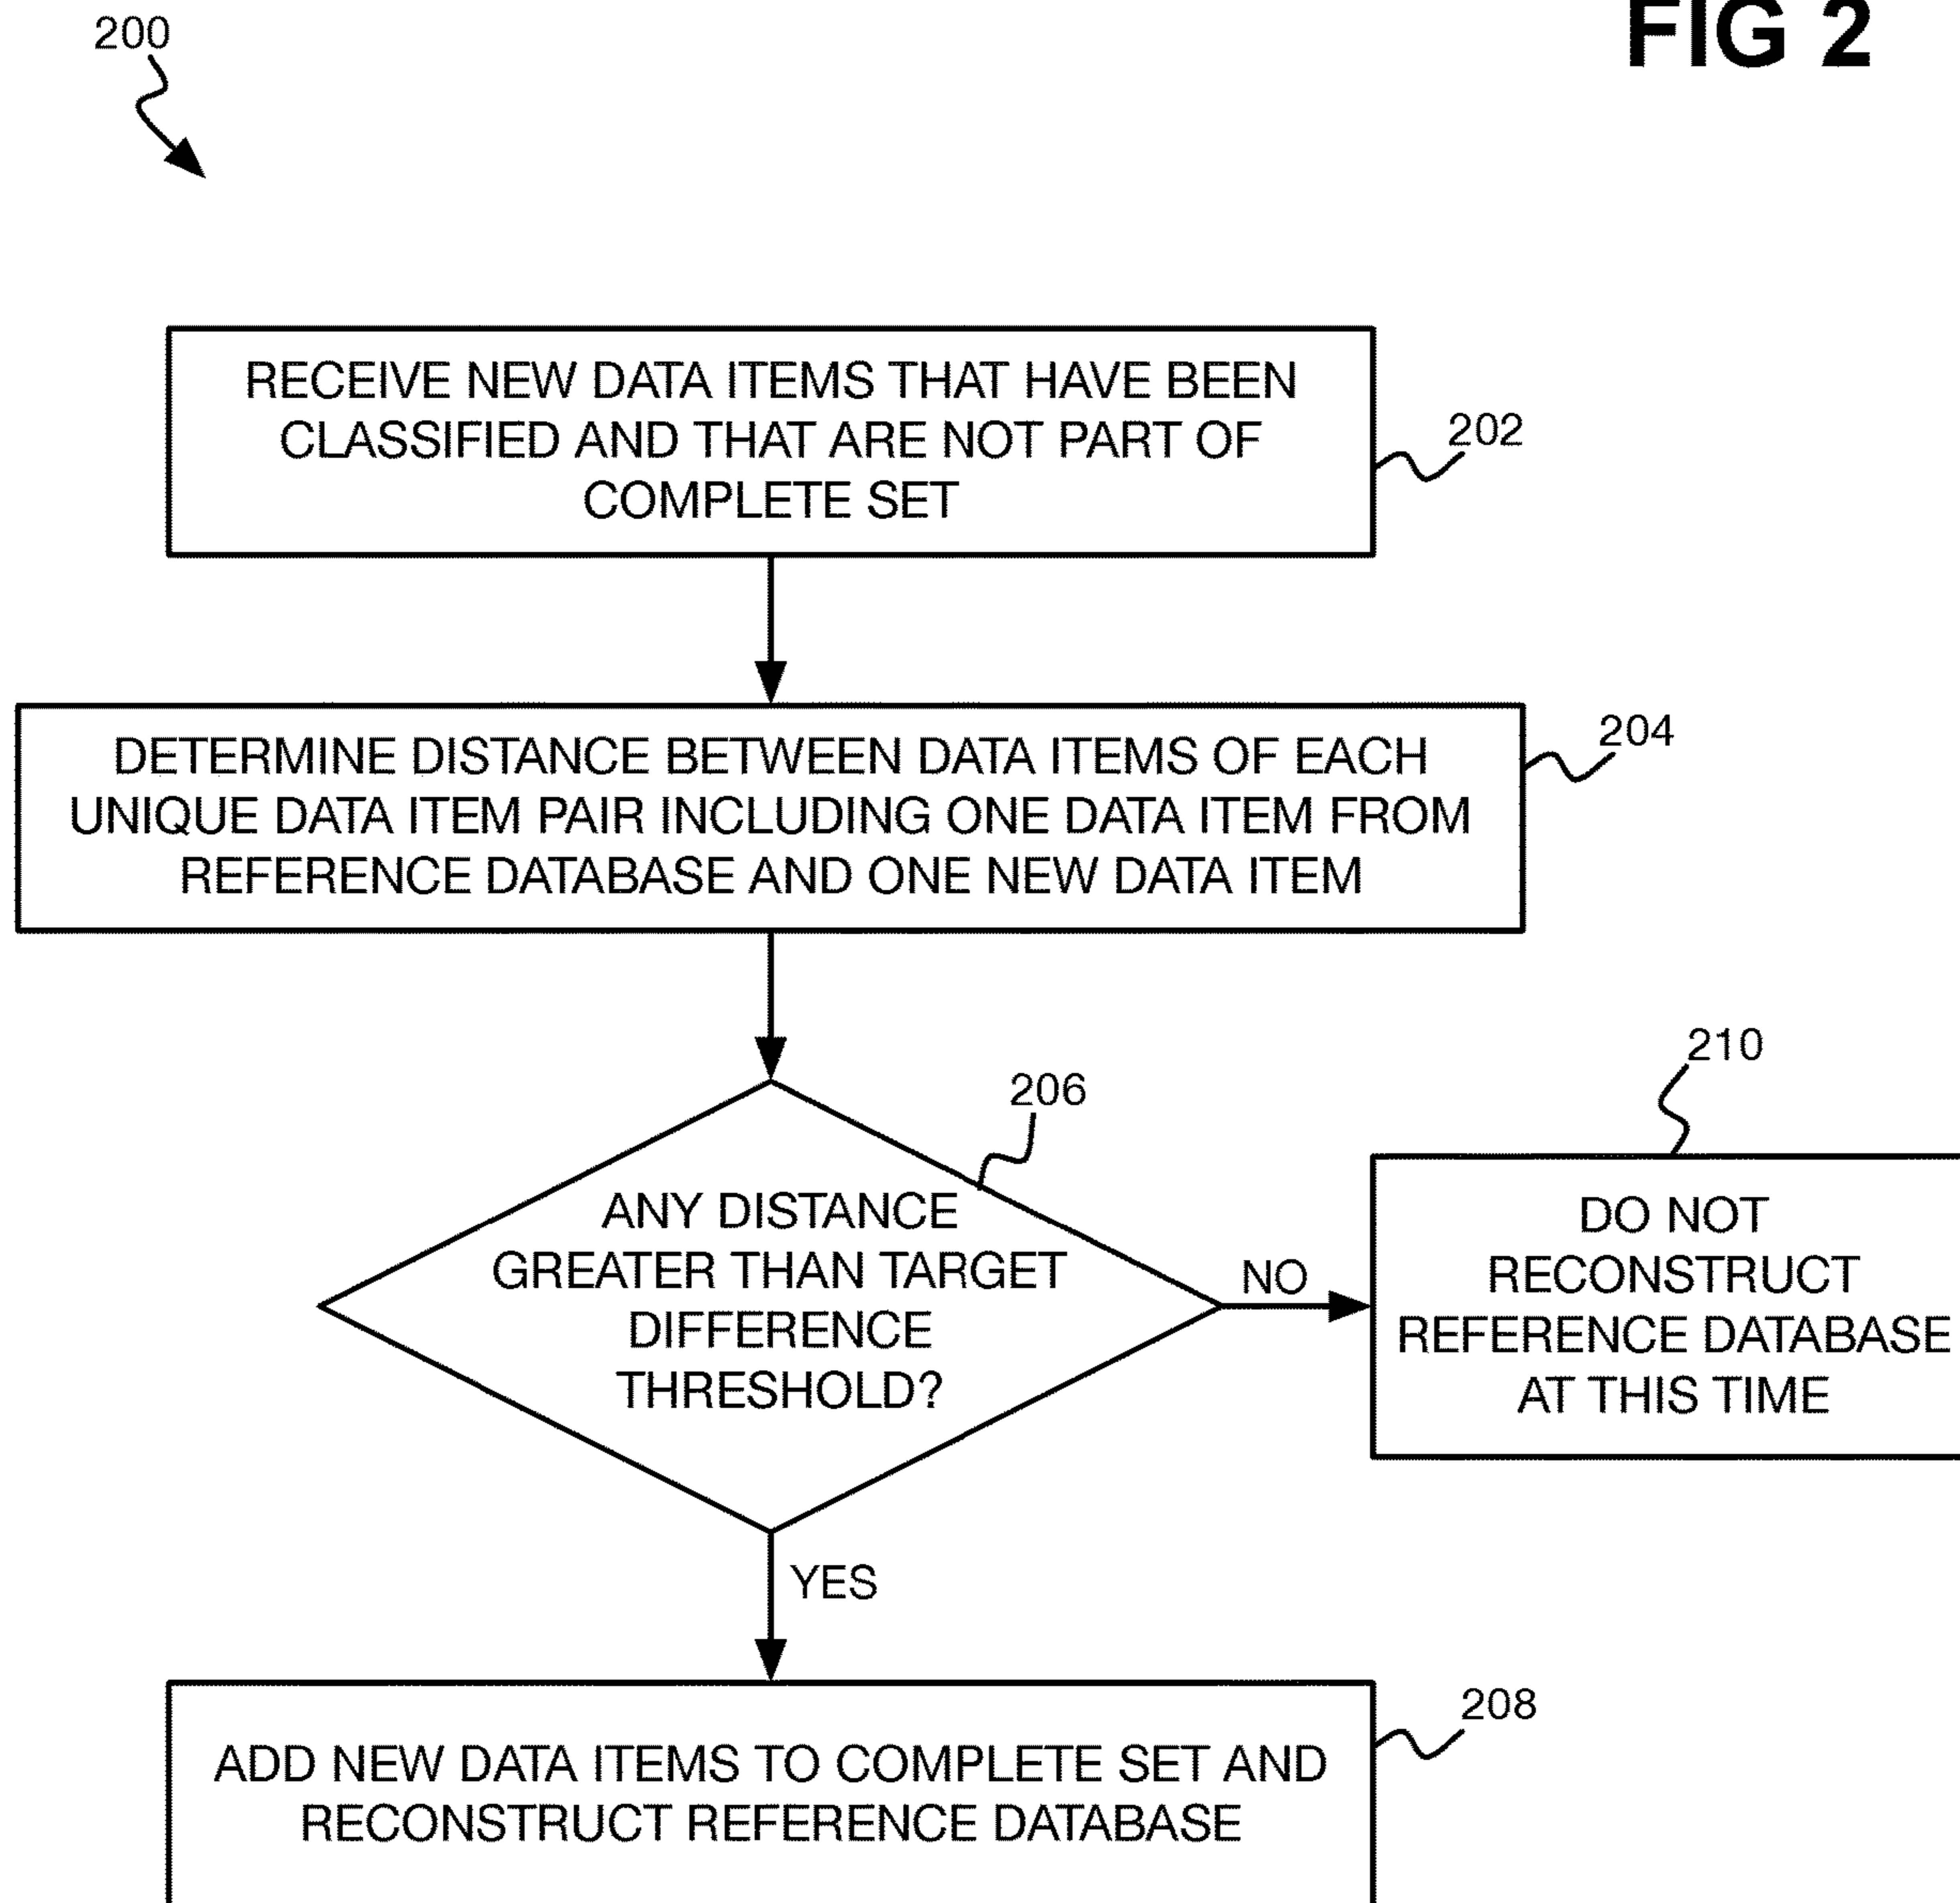 FIG 2
200
RECEIVE NEW DATA ITEMS THAT HAVE BEEN
CLASSIFIED AND THAT ARE NOT PART OF
COMPLETE SET
202
DETERMINE DISTANCE BETWEEN DATA ITEMS OF EACH
UNIQUE DATA ITEM PAIR INCLUDING ONE DATA ITEM FROM
REFERENCE DATABASE AND ONE NEW DATA ITEM
204
206
ANY DISTANCE
GREATER THAN TARGET
DIFFERENCE
THRESHOLD?
NO
210
DO NOT
RECONSTRUCT
REFERENCE DATABASE
AT THIS TIME
YES
208
ADD NEW DATA ITEMS TO COMPLETE SET AND
RECONSTRUCT REFERENCE DATABASE